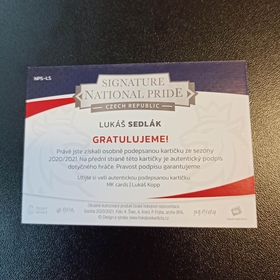 NPS-LS
SIGNATURE
NATIONAL PRIDE
CZECH REPUBLIC
LUKÁŠ SEDLÁK
GRATULUJEME!
Právě jste získali osobně podepsanou kartičku ze sezóny
2020/2021. Na přední straně této kartičky je autentický podpis
dotyčného hráče. Pravost podpisu garantujeme.
Užijte si vaši autentickou podepsanou kartičku
MK cards | Lukáš Kopp